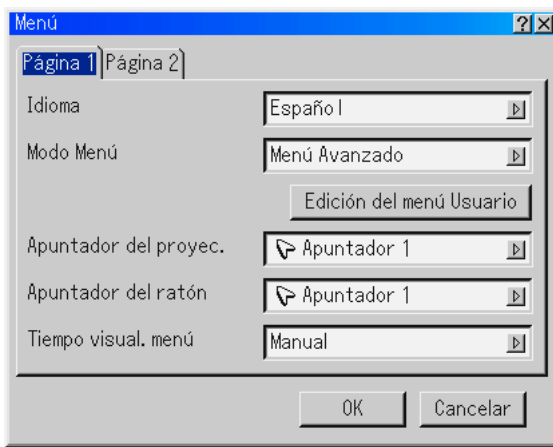 Menú
Página 1 Página 2
Idioma Español
Modo Menú Menú Avanzado
Edición del menú Usuario
Apuntador del proyec. Apuntador 1
Apuntador del ratón Apuntador 1
Tiempo visual. menú Manual
OK Cancelar